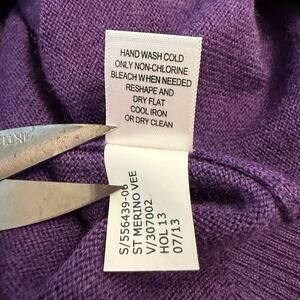 HAND WASH COLD
ONLY NON-CHLORINE
BLEACH WHEN NEEDED
RESHAPE AND
DRY FLAT
COOL IRON
OR DRY CLEAN
S/556439-06
ST MERINO VEE
V/307002
HOL 13
07/13